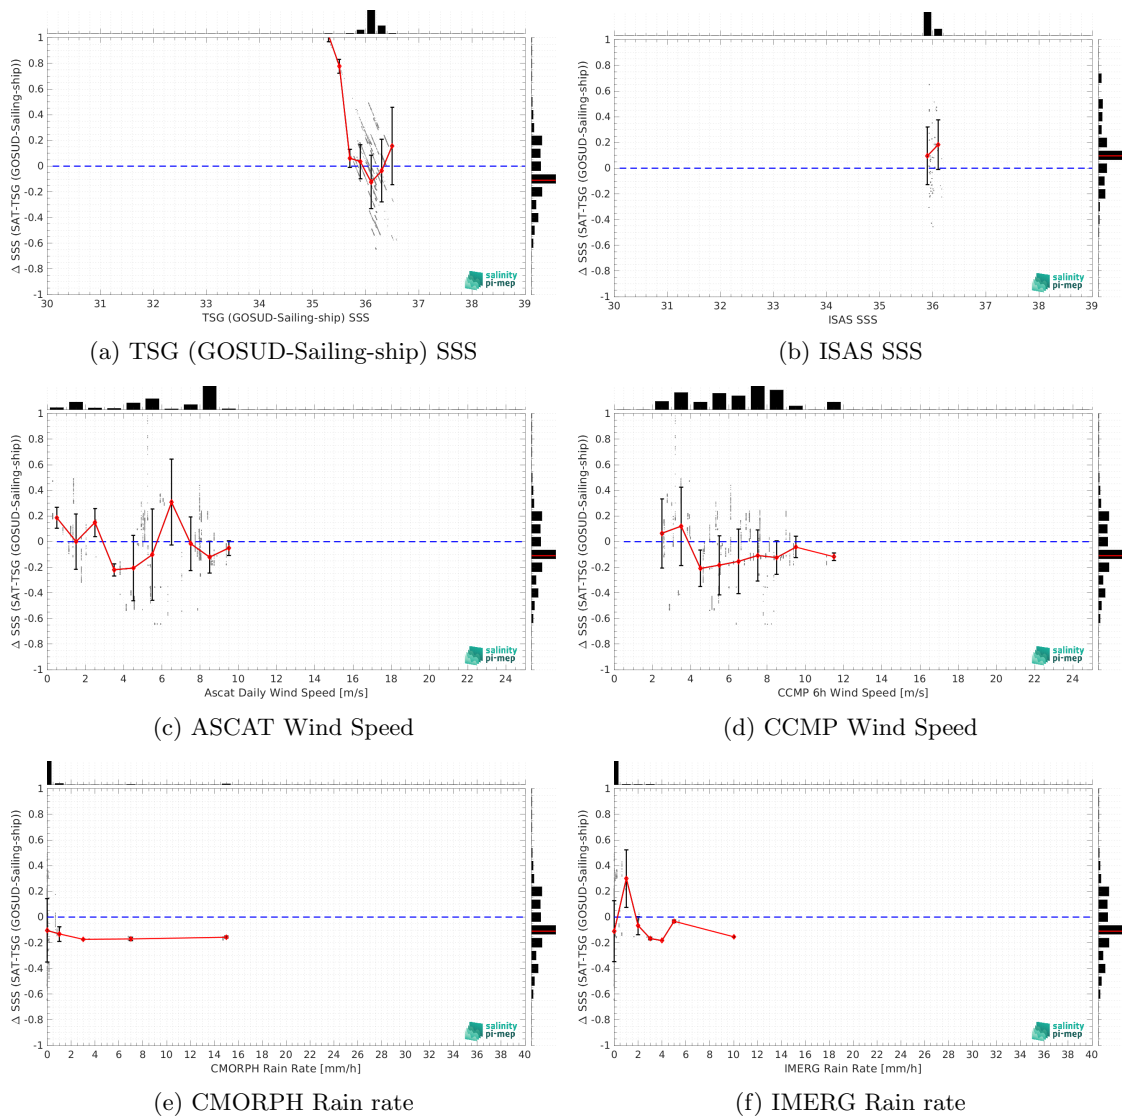 1
0.8
0.6
0.4
0.2
0
-0.2
-0.4
-0.6
-0.8
-1
Δ SSS (SAT-TSG (GOSUD-Sailing-ship))
salinity
pi-mep
30 31 32 33 34 35 36 37 38 39
TSG (GOSUD-Sailing-ship) SSS
(a) TSG (GOSUD-Sailing-ship) SSS
1
0.8
0.6
0.4
0.2
0
-0.2
-0.4
-0.6
-0.8
-1
Δ SSS (SAT-TSG (GOSUD-Sailing-ship))
salinity
pi-mep
30 31 32 33 34 35 36 37 38 39
ISAS SSS
(b) ISAS SSS
1
0.8
0.6
0.4
0.2
0
-0.2
-0.4
-0.6
-0.8
-1
Δ SSS (SAT-TSG (GOSUD-Sailing-ship))
salinity
pi-mep
0 2 4 6 8 10 12 14 16 18 20 22 24
Ascat Daily Wind Speed [m/s]
(c) ASCAT Wind Speed
1
0.8
0.6
0.4
0.2
0
-0.2
-0.4
-0.6
-0.8
-1
Δ SSS (SAT-TSG (GOSUD-Sailing-ship))
salinity
pi-mep
0 2 4 6 8 10 12 14 16 18 20 22 24
CCMP 6h Wind Speed [m/s]
(d) CCMP Wind Speed
1
0.8
0.6
0.4
0.2
0
-0.2
-0.4
-0.6
-0.8
-1
Δ SSS (SAT-TSG (GOSUD-Sailing-ship))
salinity
pi-mep
0 2 4 6 8 10 12 14 16 18 20 22 24 26 28 30 32 34 36 38 40
CMORPH Rain Rate [mm/h]
(e) CMORPH Rain rate
1
0.8
0.6
0.4
0.2
0
-0.2
-0.4
-0.6
-0.8
-1
Δ SSS (SAT-TSG (GOSUD-Sailing-ship))
salinity
pi-mep
0 2 4 6 8 10 12 14 16 18 20 22 24 26 28 30 32 34 36 38 40
IMERG Rain Rate [mm/h]
(f) IMERG Rain rate